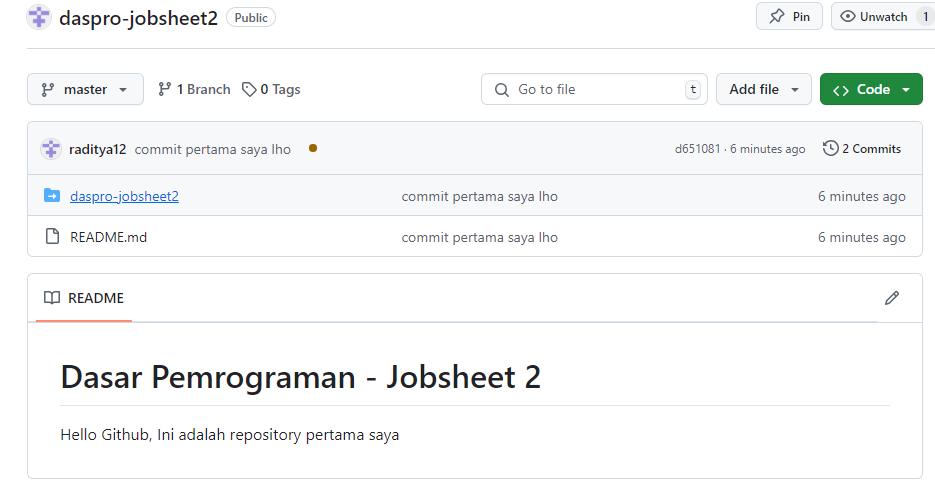 daspro-jobsheet2 Public Pin Unwatch 1
master 1 Branch 0 Tags Go to file t Add file Code
raditya12 commit pertama saya lho d651081 · 6 minutes ago 2 Commits
daspro-jobsheet2 commit pertama saya lho 6 minutes ago
README.md commit pertama saya lho 6 minutes ago
README
Dasar Pemrograman - Jobsheet 2
Hello Github, Ini adalah repository pertama saya